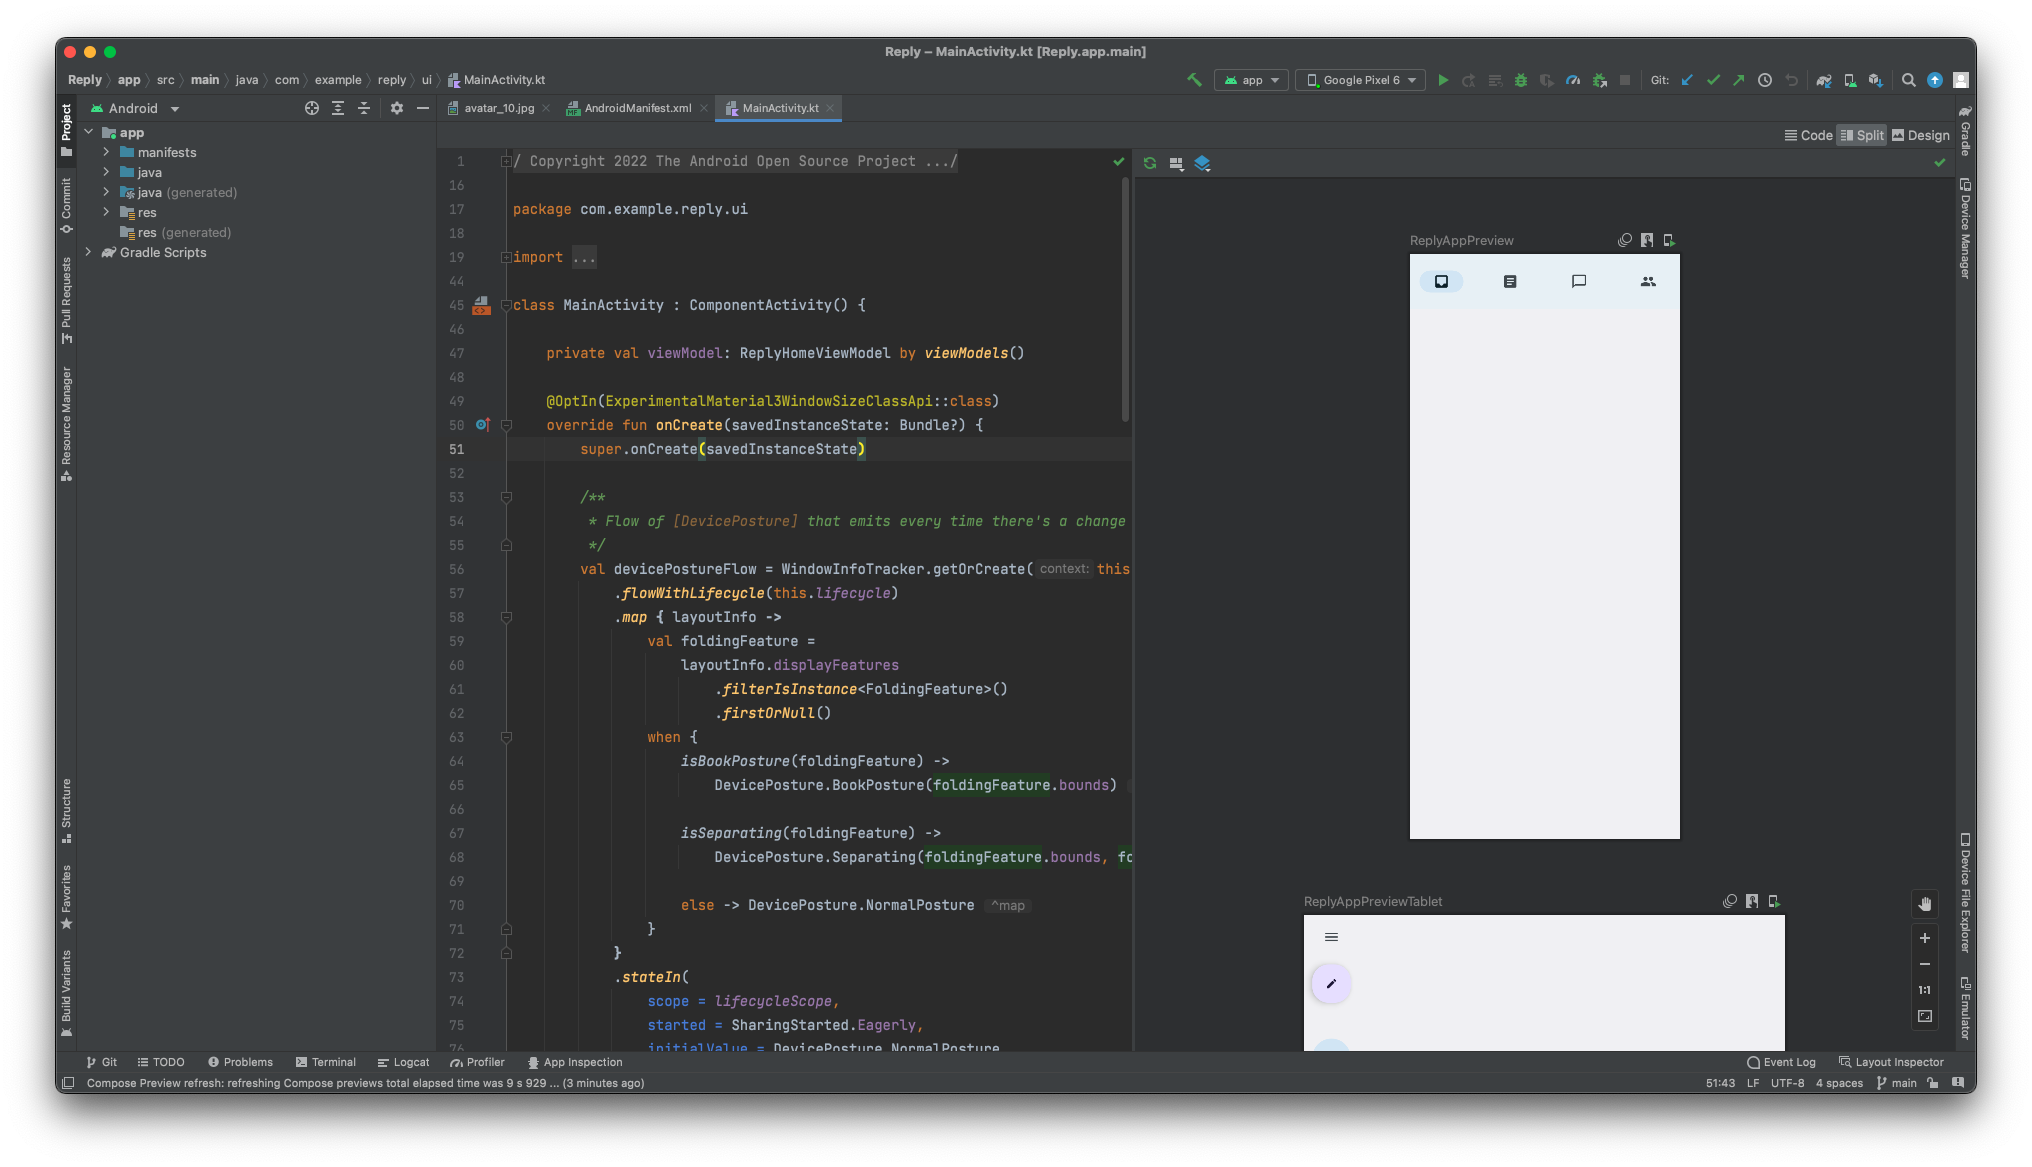 Reply – MainActivity.kt [Reply.app.main]
Reply app src main java com example reply ui MainActivity.kt
app Google Pixel 6 Git:
Android
avatar_10.jpg AndroidManifest.xml MainActivity.kt
Code Split Design
Project
Commit
Pull Requests
Resource Manager
Structure
Favorites
Build Variants
app
manifests
java
java (generated)
res
res (generated)
Gradle Scripts
1 / Copyright 2022 The Android Open Source Project .../
16
17 package com.example.reply.ui
18
19 import ...
44
45 class MainActivity : ComponentActivity() {
46
47 private val viewModel: ReplyHomeViewModel by viewModels()
48
49 @OptIn(ExperimentalMaterial3WindowSizeClassApi::class)
50 override fun onCreate(savedInstanceState: Bundle?) {
51 super.onCreate(savedInstanceState)
52
53 /**
54 * Flow of [DevicePosture] that emits every time there's a change
55 */
56 val devicePostureFlow = WindowInfoTracker.getOrCreate( context: this
57 .flowWithLifecycle(this.lifecycle)
58 .map { layoutInfo ->
59 val foldingFeature =
60 layoutInfo.displayFeatures
61 .filterIsInstance<FoldingFeature>()
62 .firstOrNull()
63 when {
64 isBookPosture(foldingFeature) ->
65 DevicePosture.BookPosture(foldingFeature.bounds)
66
67 isSeparating(foldingFeature) ->
68 DevicePosture.Separating(foldingFeature.bounds, fo
69
70 else -> DevicePosture.NormalPosture ^map
71 }
72 }
73 .stateIn(
74 scope = lifecycleScope,
75 started = SharingStarted.Eagerly,
76 initialValue = DevicePosture.NormalPosture
ReplyAppPreview
ReplyAppPreviewTablet
1:1
Gradle
Device Manager
Device File Explorer
Emulator
Git TODO Problems Terminal Logcat Profiler App Inspection Event Log Layout Inspector
Compose Preview refresh: refreshing Compose previews total elapsed time was 9 s 929 ... (3 minutes ago) 51:43 LF UTF-8 4 spaces main